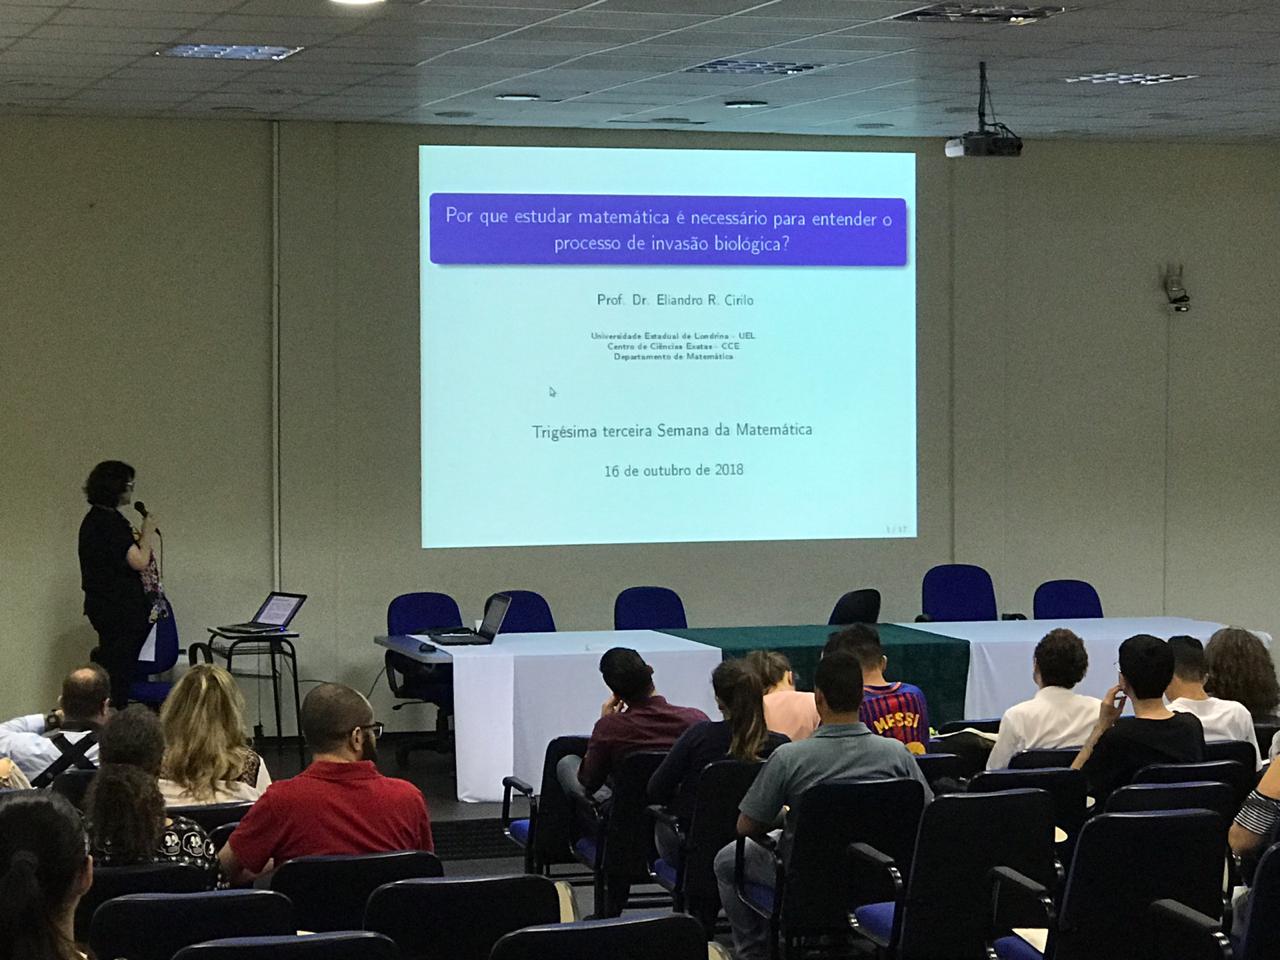 Por que estudar matemática é necessário para entender o
processo de invasão biológica?
Prof. Dr. Eliandro R. Cirilo
Universidade Estadual de Londrina - UEL
Centro de Ciências Exatas - CCE
Departamento de Matemática
Trigésima terceira Semana da Matemática
16 de outubro de 2018
1 / 17
MESSI